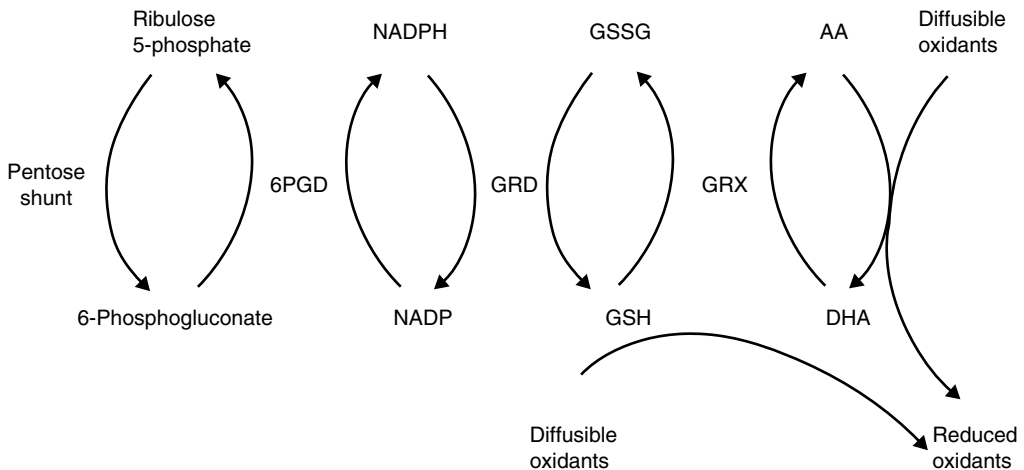 Ribulose
5-phosphate
NADPH
GSSG
AA
Diffusible
oxidants
Pentose
shunt
6PGD
GRD
GRX
6-Phosphogluconate
NADP
GSH
DHA
Diffusible
oxidants
Reduced
oxidants